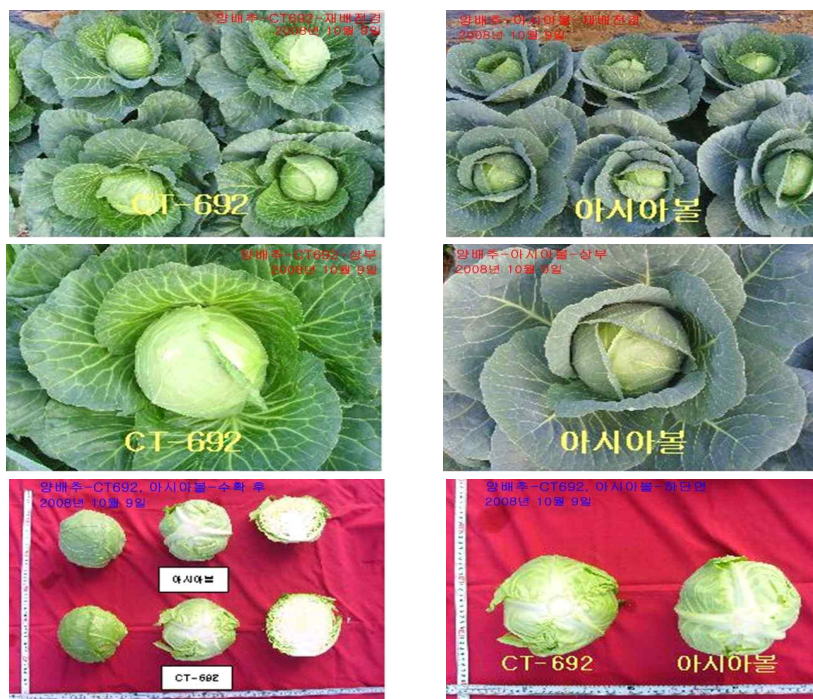 양배추-CT692-재배전경
2008년 10월 9일
CT-692
양배추-아시아볼-재배전경
2008년 10월 9일
아시아볼
양배추-CT692-상부
2008년 10월 9일
CT-692
양배추-아시아볼-상부
2008년 10월 9일
아시아볼
양배추-CT692, 아시아볼-수확 후
2008년 10월 9일
아시아볼
CT-692
양배추-CT692, 아시아볼-하단면
2008년 10월 9일
CT-692
아시아볼